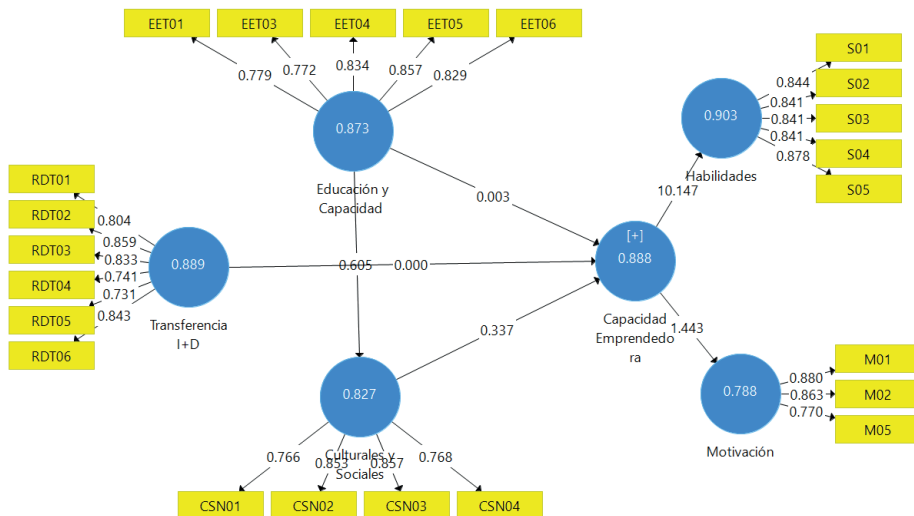 EET01
EET03
EET04
EET05
EET06
0.779
0.772
0.834
0.857
0.829
0.873
Educación y
Capacidad
S01
S02
S03
S04
S05
0.844
0.841
0.841
0.841
0.878
0.903
Habilidades
RDT01
RDT02
RDT03
RDT04
RDT05
RDT06
0.804
0.859
0.833
0.741
0.731
0.843
0.889
Transferencia
I+D
0.003
0.605
0.000
0.337
10.147
1.443
[+]
0.888
Capacidad
Emprendedo
ra
0.827
Culturales y
Sociales
0.766
0.853
0.857
0.768
CSN01
CSN02
CSN03
CSN04
0.788
Motivación
0.880
0.863
0.770
M01
M02
M05